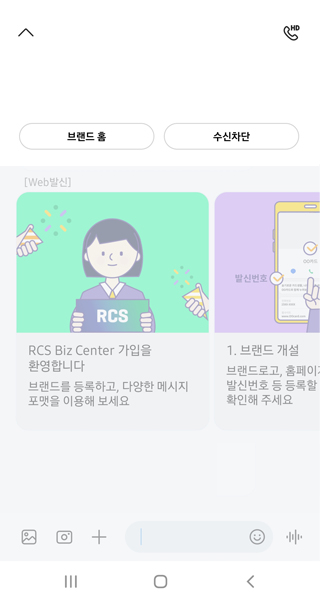 HD
브랜드 홈
수신차단
[Web발신]
RCS
발신번호
RCS Biz Center 가입을
환영합니다
브랜드를 등록하고, 다양한 메시지
포맷을 이용해 보세요
1. 브랜드 개설
브랜드로고, 홈페이지
발신번호 등 등록할
확인해 주세요